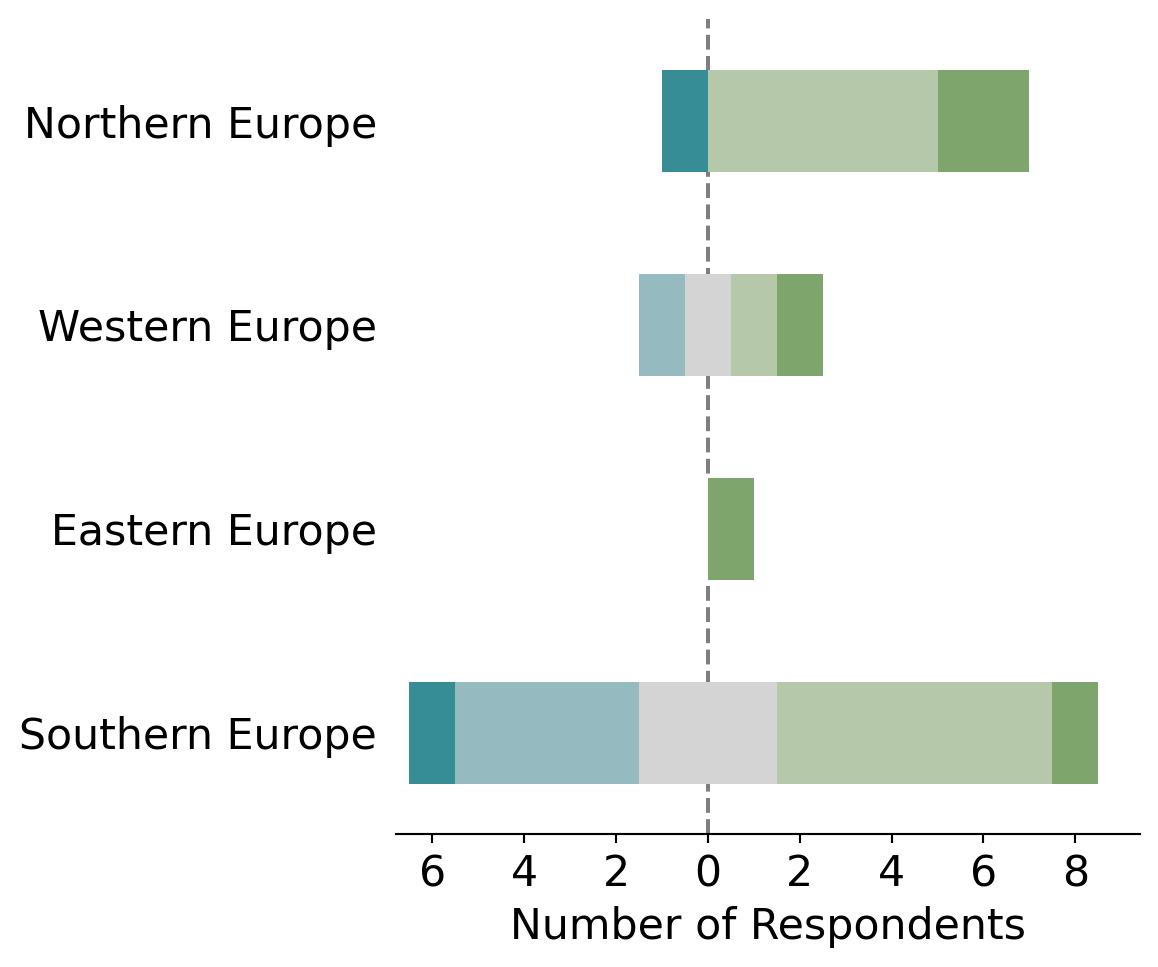 Northern Europe
Western Europe
Eastern Europe
Southern Europe
6 4 2 0 2 4 6 8
Number of Respondents